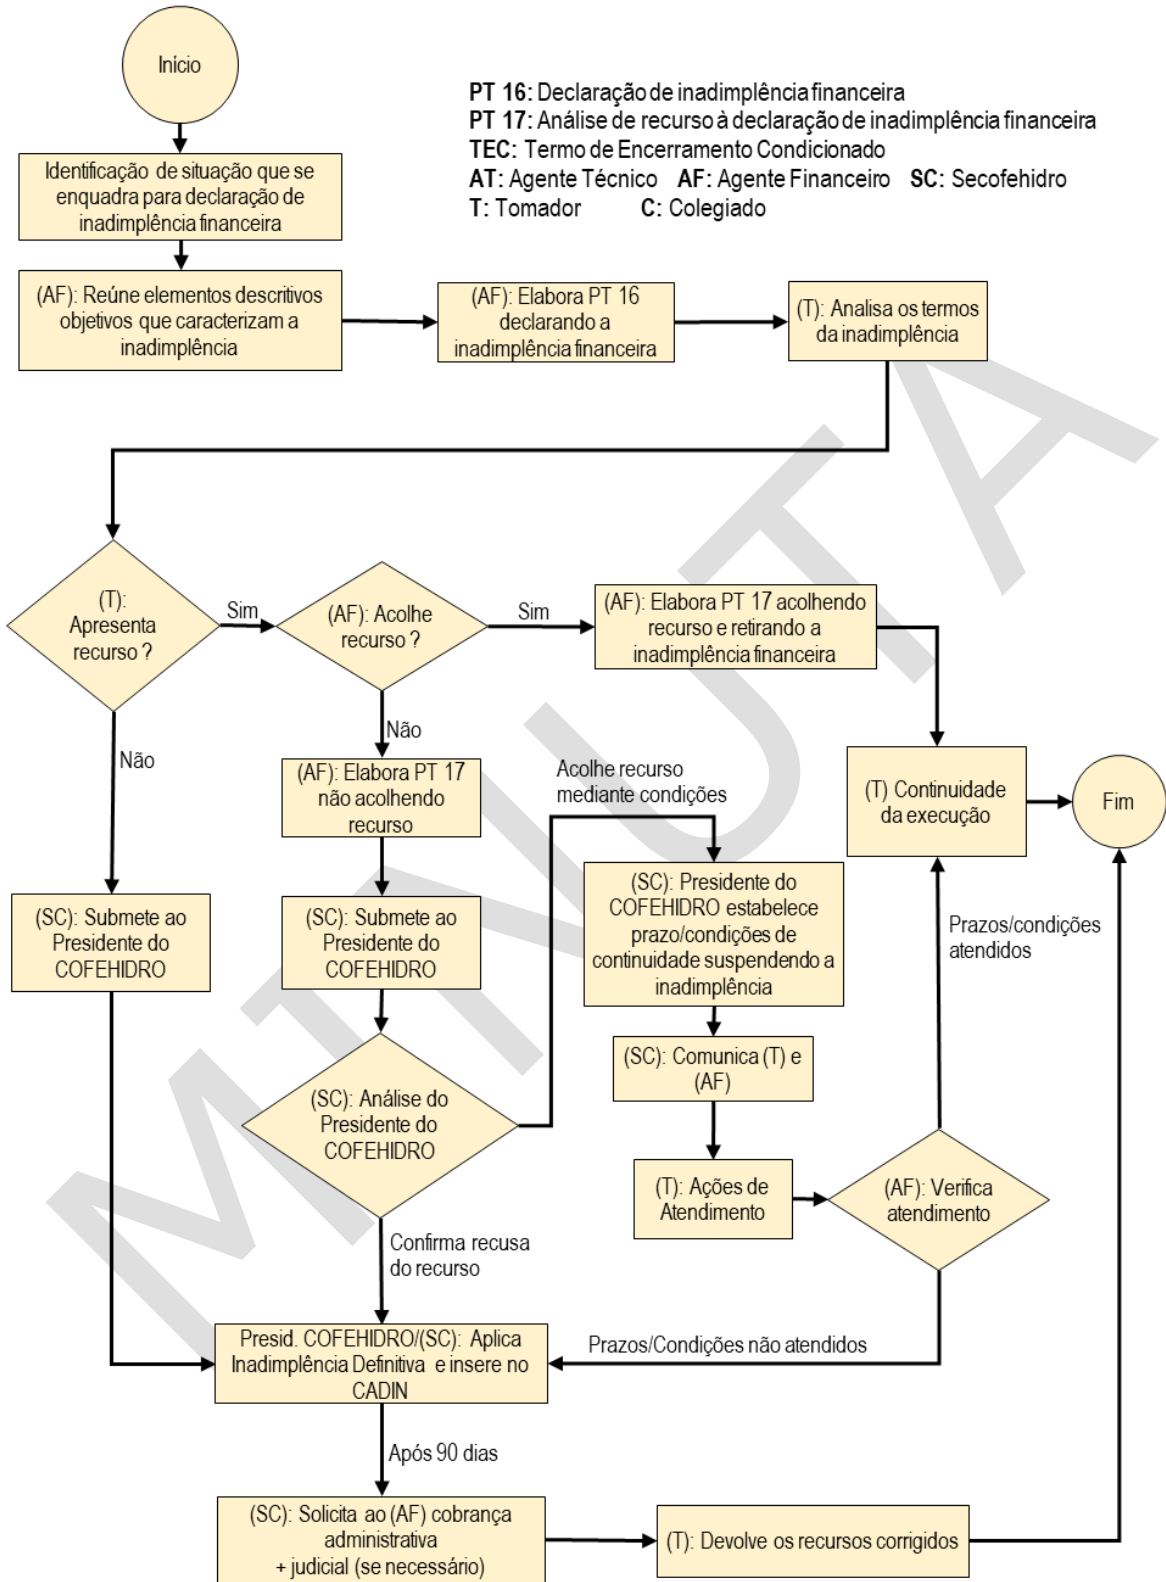 Início
PT 16: Declaração de inadimplência financeira
PT 17: Análise de recurso à declaração de inadimplência financeira
TEC: Termo de Encerramento Condicionado
AT: Agente Técnico AF: Agente Financeiro SC: Secofehidro
T: Tomador C: Colegiado
Identificação de situação que se
enquadra para declaração de
inadimplência financeira
(AF): Reúne elementos descritivos
objetivos que caracterizam a
inadimplência
(AF): Elabora PT 16
declarando a
inadimplência financeira
(T): Analisa os termos
da inadimplência
(T):
Apresenta
recurso ?
Sim
(AF): Acolhe
recurso ?
Sim
(AF): Elabora PT 17 acolhendo
recurso e retirando a
inadimplência financeira
Não
Não
(AF): Elabora PT 17
não acolhendo
recurso
Acolhe recurso
mediante condições
(T) Continuidade
da execução
Fim
(SC): Submete ao
Presidente do
COFEHIDRO
(SC): Submete ao
Presidente do
COFEHIDRO
(SC): Presidente do
COFEHIDRO estabelece
prazo/condições de
continuidade suspendendo a
inadimplência
Prazos/condições
atendidos
(SC): Comunica (T) e
(AF)
(SC): Análise do
Presidente do
COFEHIDRO
(T): Ações de
Atendimento
(AF): Verifica
atendimento
Confirma recusa
do recurso
Presid. COFEHIDRO/(SC): Aplica
Inadimplência Definitiva e insere no
CADIN
Prazos/Condições não atendidos
Após 90 dias
(SC): Solicita ao (AF) cobrança
administrativa
+ judicial (se necessário)
(T): Devolve os recursos corrigidos
MINUTA